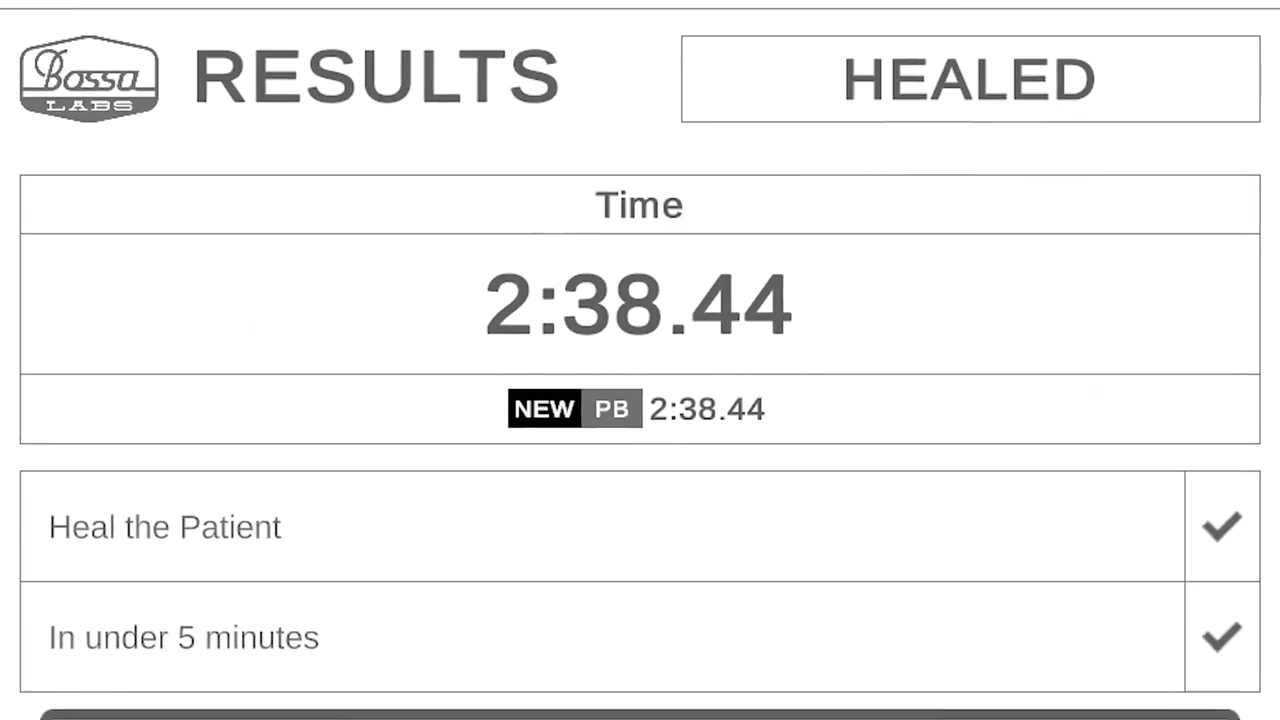 Bossa
LABS
RESULTS
HEALED
Time
2:38.44
NEW PB 2:38.44
Heal the Patient
In under 5 minutes